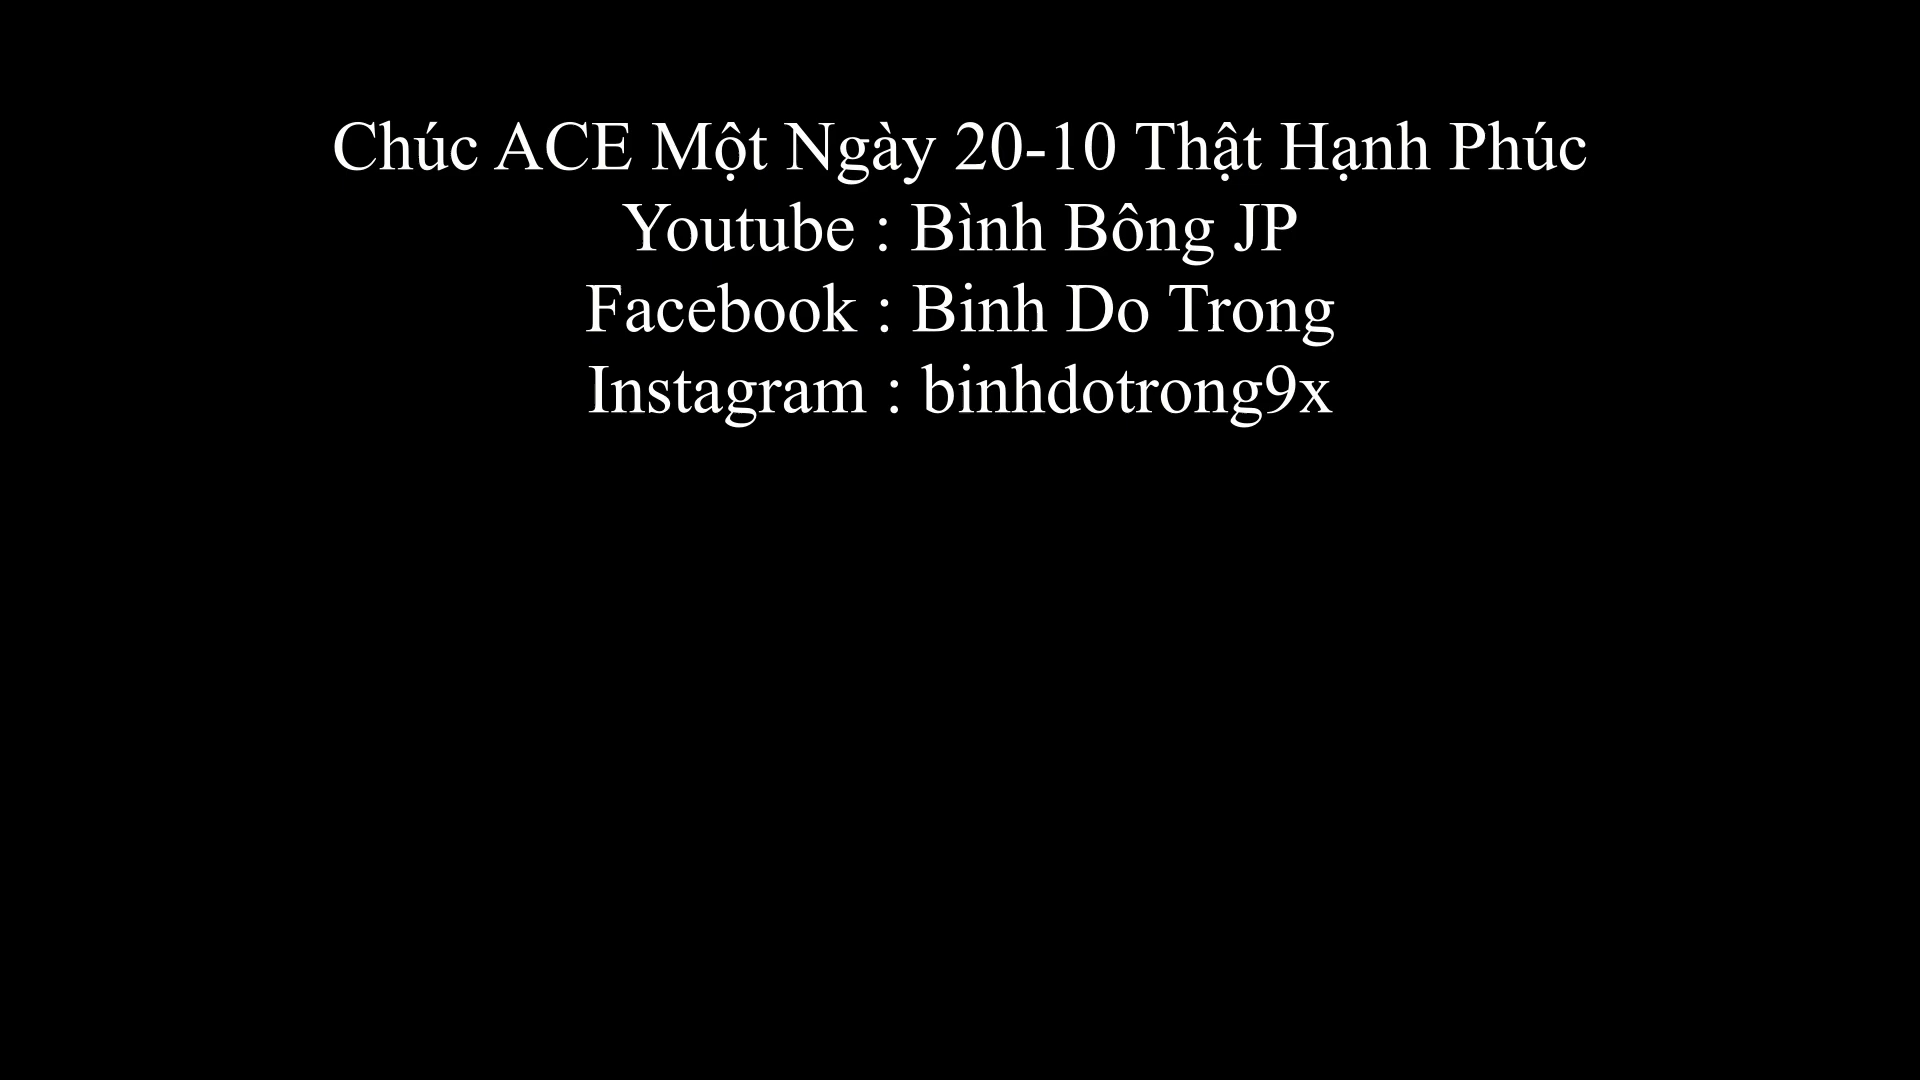 Chúc ACE Một Ngày 20-10 Thật Hạnh Phúc
Youtube : Bình Bông JP
Facebook : Binh Do Trong
Instagram : binhdotrong9x